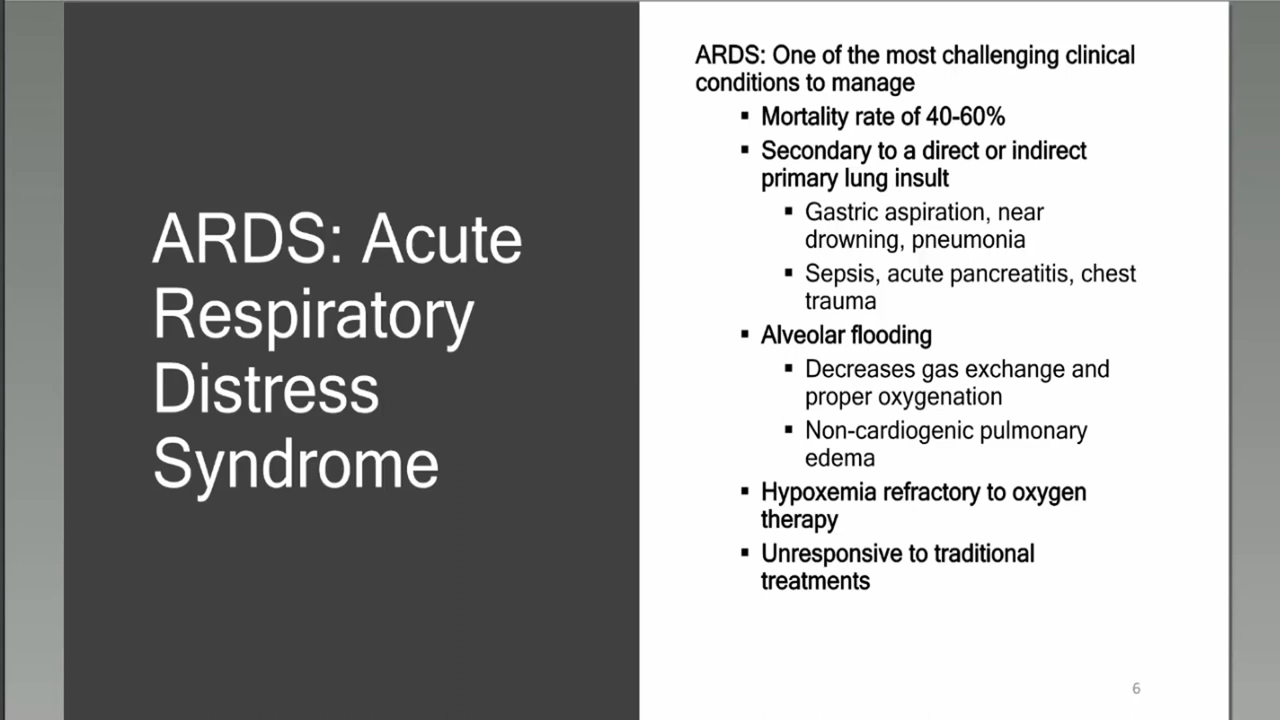 ARDS: Acute
Respiratory
Distress
Syndrome
ARDS: One of the most challenging clinical
conditions to manage
▪ Mortality rate of 40-60%
▪ Secondary to a direct or indirect
primary lung insult
▪ Gastric aspiration, near
drowning, pneumonia
▪ Sepsis, acute pancreatitis, chest
trauma
▪ Alveolar flooding
▪ Decreases gas exchange and
proper oxygenation
▪ Non-cardiogenic pulmonary
edema
▪ Hypoxemia refractory to oxygen
therapy
▪ Unresponsive to traditional
treatments
6